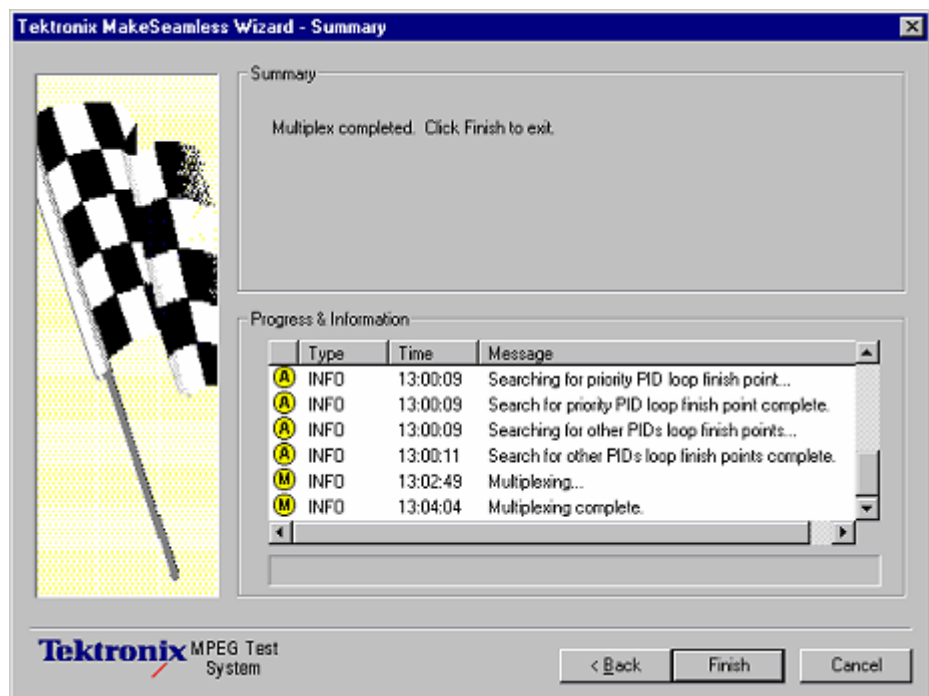 Tektronix MakeSeamless Wizard - Summary
Summary
Multiplex completed. Click Finish to exit.
Progress & Information
Type Time Message
A INFO 13:00:09 Searching for priority PID loop finish point...
A INFO 13:00:09 Search for priority PID loop finish point complete.
A INFO 13:00:09 Searching for other PIDs loop finish points...
A INFO 13:00:11 Search for other PIDs loop finish points complete.
M INFO 13:02:49 Multiplexing...
M INFO 13:04:04 Multiplexing complete.
Tektronix MPEG Test
System
< Back Finish Cancel